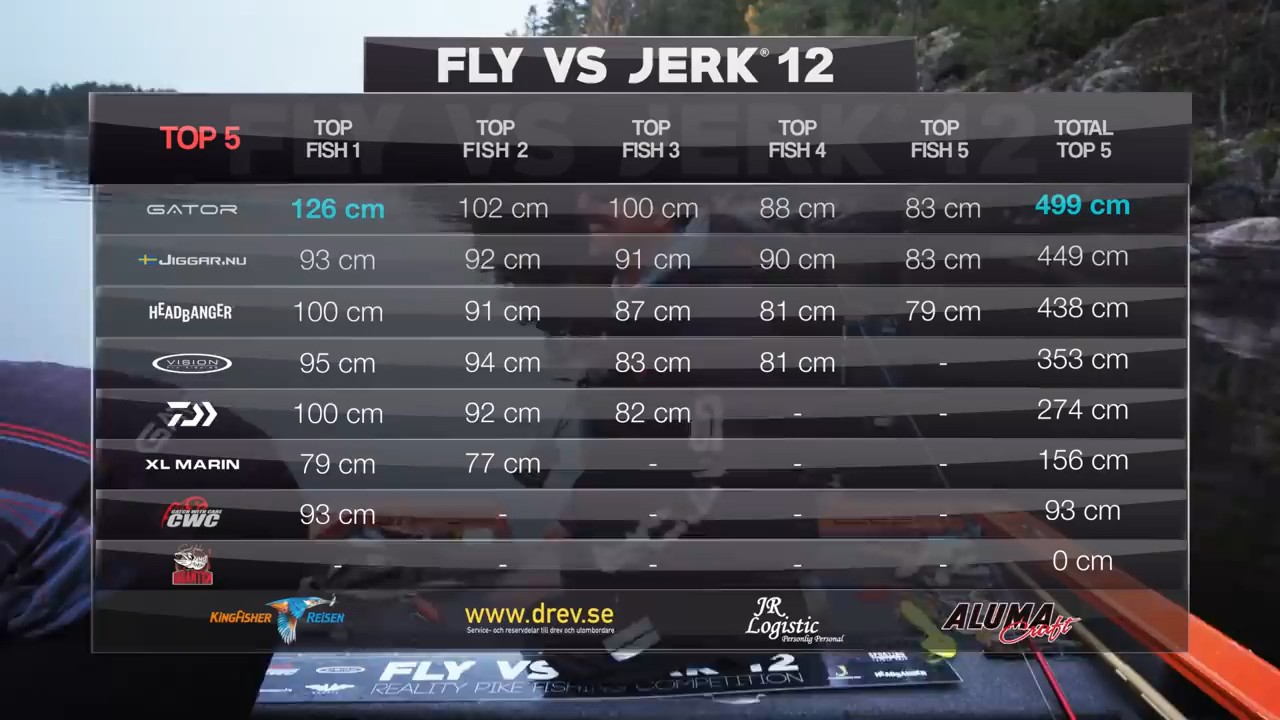 FLY VS JERK® 12
TOP 5 TOP FISH 1 TOP FISH 2 TOP FISH 3 TOP FISH 4 TOP FISH 5 TOTAL TOP 5
GATOR 126 cm 102 cm 100 cm 88 cm 83 cm 499 cm
JIGGAR.NU 93 cm 92 cm 91 cm 90 cm 83 cm 449 cm
HEADBANGER 100 cm 91 cm 87 cm 81 cm 79 cm 438 cm
VISION 95 cm 94 cm 83 cm 81 cm - 353 cm
100 cm 92 cm 82 cm - - 274 cm
XL MARIN 79 cm 77 cm - - - 156 cm
CATCH WITH CARE CWC 93 cm - - - - 93 cm
- - - - - 0 cm
KINGFISHER REISEN www.drev.se JR Logistic ALUMA Craft
Service- och reservdelar till drev och utombordare Personlig Personal
FLY VS 12
REALITY PIKE FISHING COMPETITION HEADBANGER